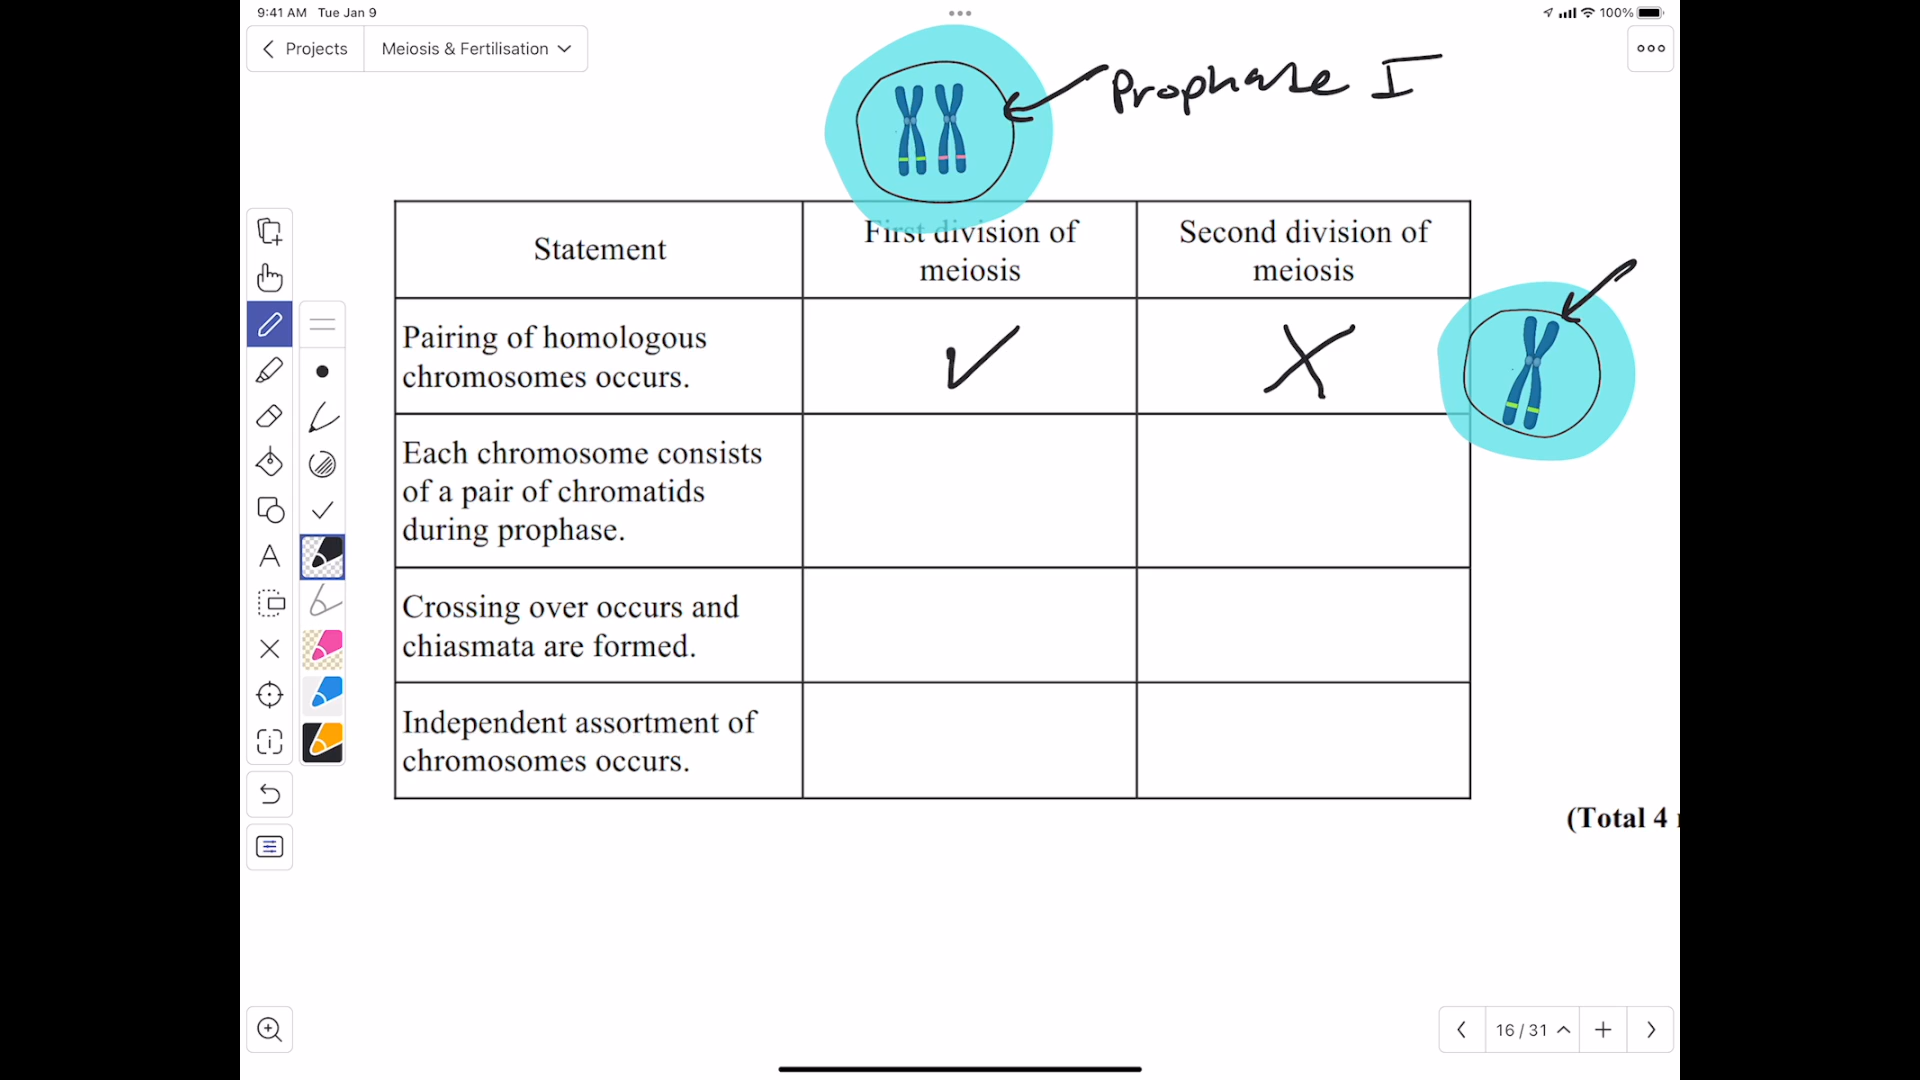 9:41 AM Tue Jan 9
100%
Projects
Meiosis & Fertilisation
Prophase I
Statement
First division of
meiosis
Second division of
meiosis
Pairing of homologous
chromosomes occurs.
Each chromosome consists
of a pair of chromatids
during prophase.
Crossing over occurs and
chiasmata are formed.
Independent assortment of
chromosomes occurs.
(Total 4
16 / 31